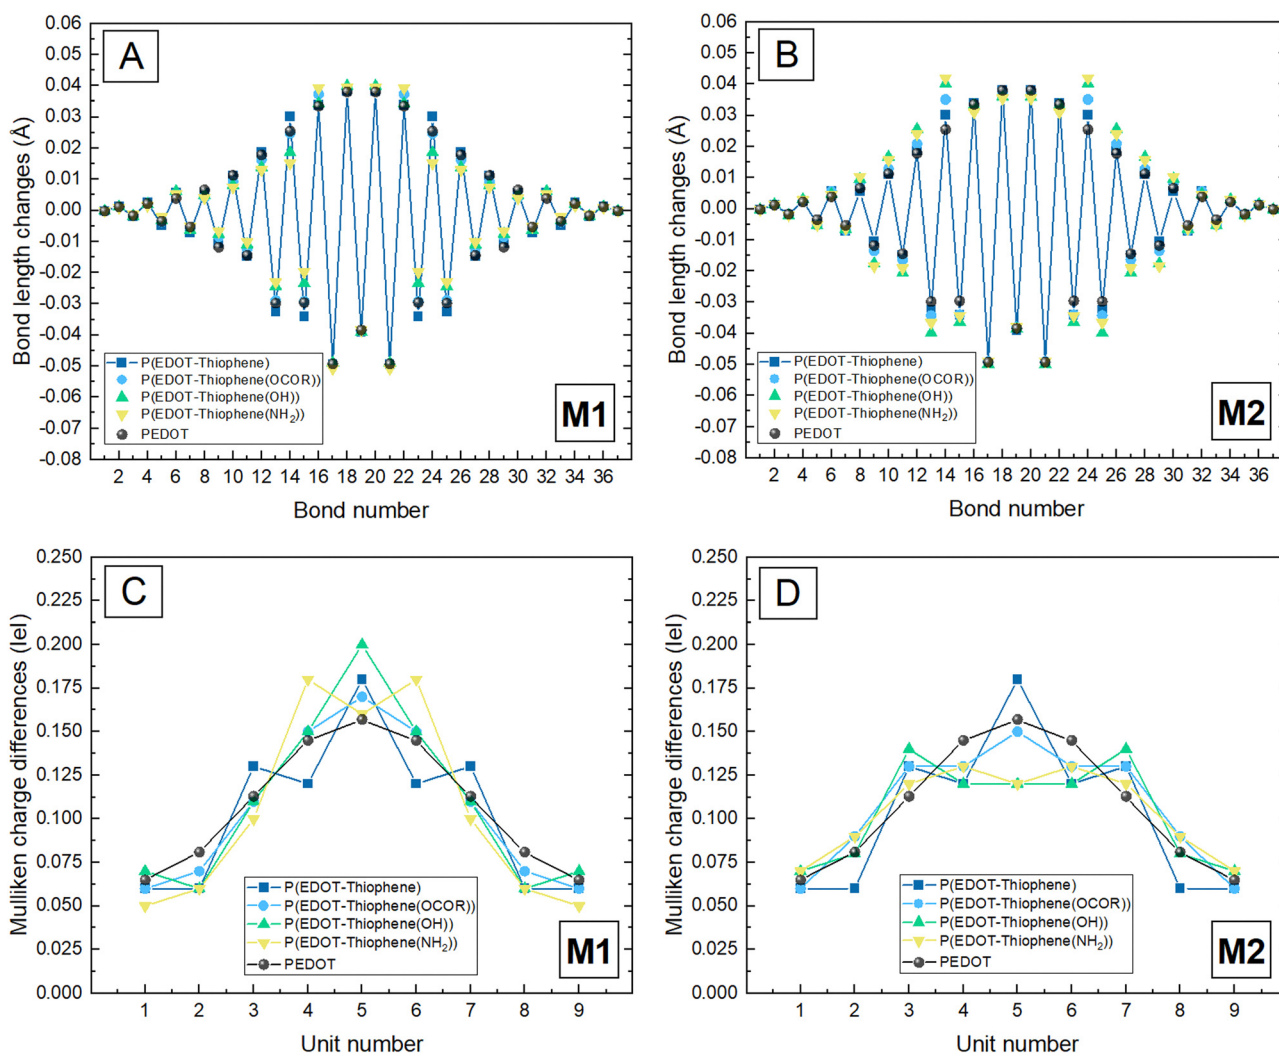 A
Bond length changes (Å)
0.06
0.05
0.04
0.03
0.02
0.01
0.00
-0.01
-0.02
-0.03
-0.04
-0.05
-0.06
-0.07
-0.08
P(EDOT-Thiophene)
P(EDOT-Thiophene(OCOR))
P(EDOT-Thiophene(OH))
P(EDOT-Thiophene(NH2))
PEDOT
M1
2 4 6 8 10 12 14 16 18 20 22 24 26 28 30 32 34 36
Bond number
B
Bond length changes (Å)
0.06
0.05
0.04
0.03
0.02
0.01
0.00
-0.01
-0.02
-0.03
-0.04
-0.05
-0.06
-0.07
-0.08
P(EDOT-Thiophene)
P(EDOT-Thiophene(OCOR))
P(EDOT-Thiophene(OH))
P(EDOT-Thiophene(NH2))
PEDOT
M2
2 4 6 8 10 12 14 16 18 20 22 24 26 28 30 32 34 36
Bond number
C
Mulliken charge differences (IeI)
0.250
0.225
0.200
0.175
0.150
0.125
0.100
0.075
0.050
0.025
0.000
P(EDOT-Thiophene)
P(EDOT-Thiophene(OCOR))
P(EDOT-Thiophene(OH))
P(EDOT-Thiophene(NH2))
PEDOT
M1
1 2 3 4 5 6 7 8 9
Unit number
D
Mulliken charge differences (IeI)
0.250
0.225
0.200
0.175
0.150
0.125
0.100
0.075
0.050
0.025
0.000
P(EDOT-Thiophene)
P(EDOT-Thiophene(OCOR))
P(EDOT-Thiophene(OH))
P(EDOT-Thiophene(NH2))
PEDOT
M2
1 2 3 4 5 6 7 8 9
Unit number